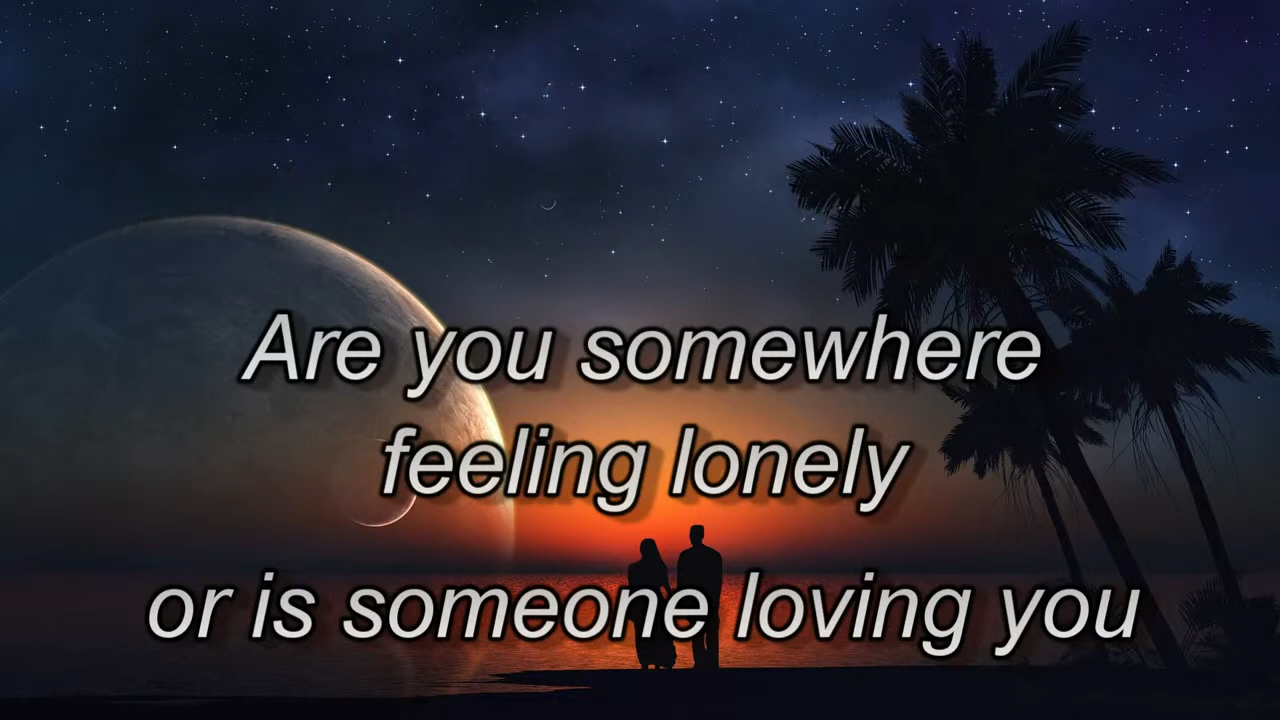 Are you somewhere
feeling lonely
or is someone loving you